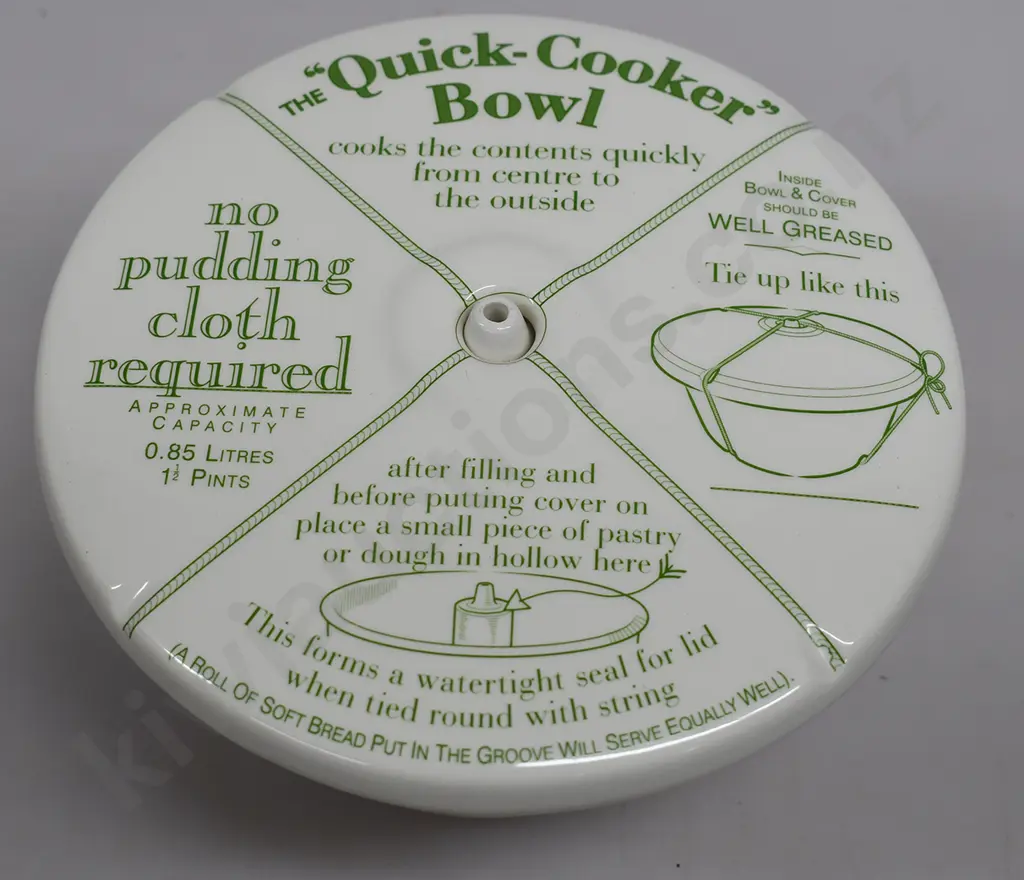 THE "Quick-Cooker"
Bowl
cooks the contents quickly
from centre to
the outside
no
pudding
cloth
required
APPROXIMATE
CAPACITY
0.85 LITRES
1½ PINTS
INSIDE
BOWL & COVER
SHOULD BE
WELL GREASED
Tie up like this
after filling and
before putting cover on
place a small piece of pastry
or dough in hollow here
This forms a watertight seal for lid
when tied round with string
(A ROLL OF SOFT BREAD PUT IN THE GROOVE WILL SERVE EQUALLY WELL).